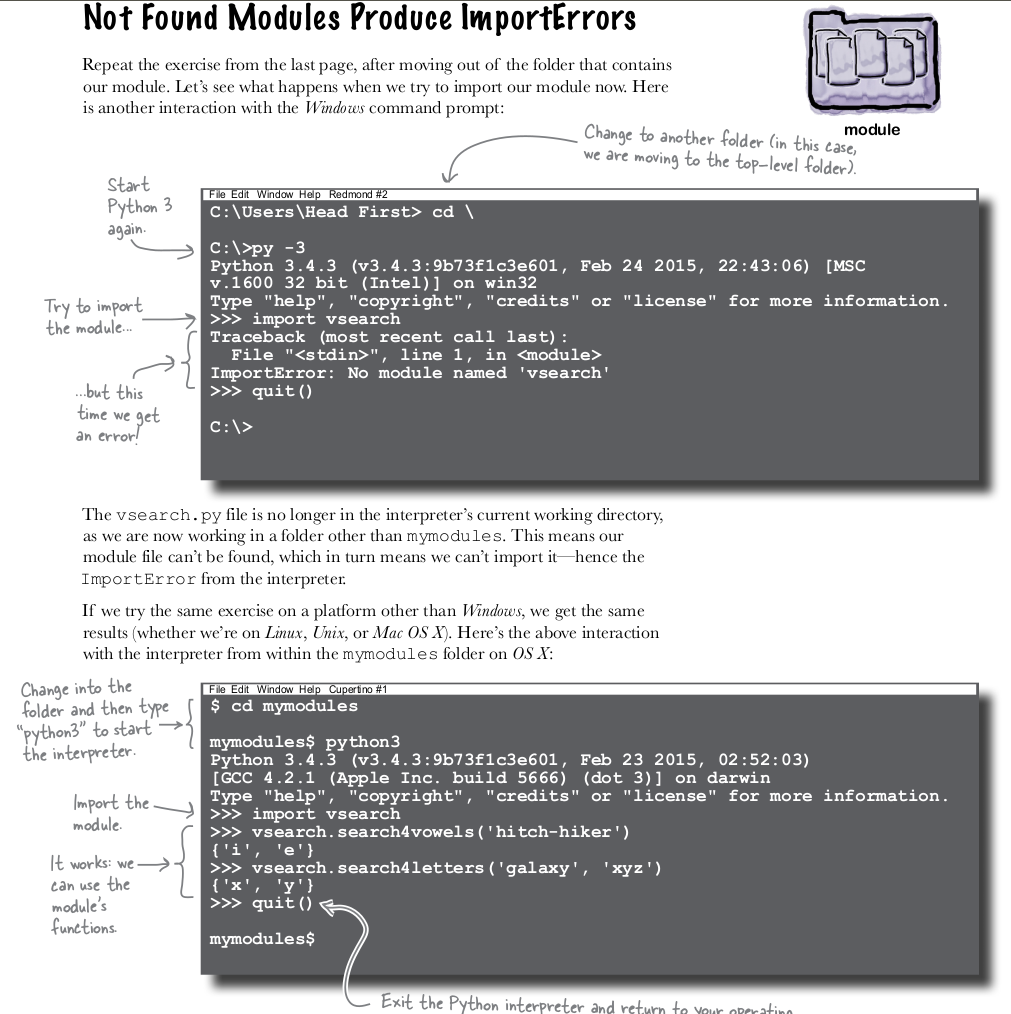 Not Found Modules Produce ImportErrors
Repeat the exercise from the last page, after moving out of the folder that contains
our module. Let's see what happens when we try to import our module now. Here
is another interaction with the Windows command prompt:
module
Change to another folder (in this case,
we are moving to the top-level folder).
Start
Python 3
again.
File Edit Window Help Redmond #2
C:\Users\Head First> cd \
C:\>py -3
Python 3.4.3 (v3.4.3:9b73f1c3e601, Feb 24 2015, 22:43:06) [MSC
v.1600 32 bit (Intel)] on win32
Type "help", "copyright", "credits" or "license" for more information.
>>> import vsearch
Traceback (most recent call last):
  File "<stdin>", line 1, in <module>
ImportError: No module named 'vsearch'
>>> quit()
C:\>
Try to import
the module...
...but this
time we get
an error!
The vsearch.py file is no longer in the interpreter's current working directory,
as we are now working in a folder other than mymodules. This means our
module file can't be found, which in turn means we can't import it—hence the
ImportError from the interpreter.
If we try the same exercise on a platform other than Windows, we get the same
results (whether we're on Linux, Unix, or Mac OS X). Here's the above interaction
with the interpreter from within the mymodules folder on OS X:
Change into the
folder and then type
"python3" to start
the interpreter.
File Edit Window Help Cupertino #1
$ cd mymodules
mymodules$ python3
Python 3.4.3 (v3.4.3:9b73f1c3e601, Feb 23 2015, 02:52:03)
[GCC 4.2.1 (Apple Inc. build 5666) (dot 3)] on darwin
Type "help", "copyright", "credits" or "license" for more information.
>>> import vsearch
>>> vsearch.search4vowels('hitch-hiker')
{'i', 'e'}
>>> vsearch.search4letters('galaxy', 'xyz')
{'x', 'y'}
>>> quit()
mymodules$
Import the
module.
It works: we
can use the
module's
functions.
Exit the Python interpreter and return to your operating